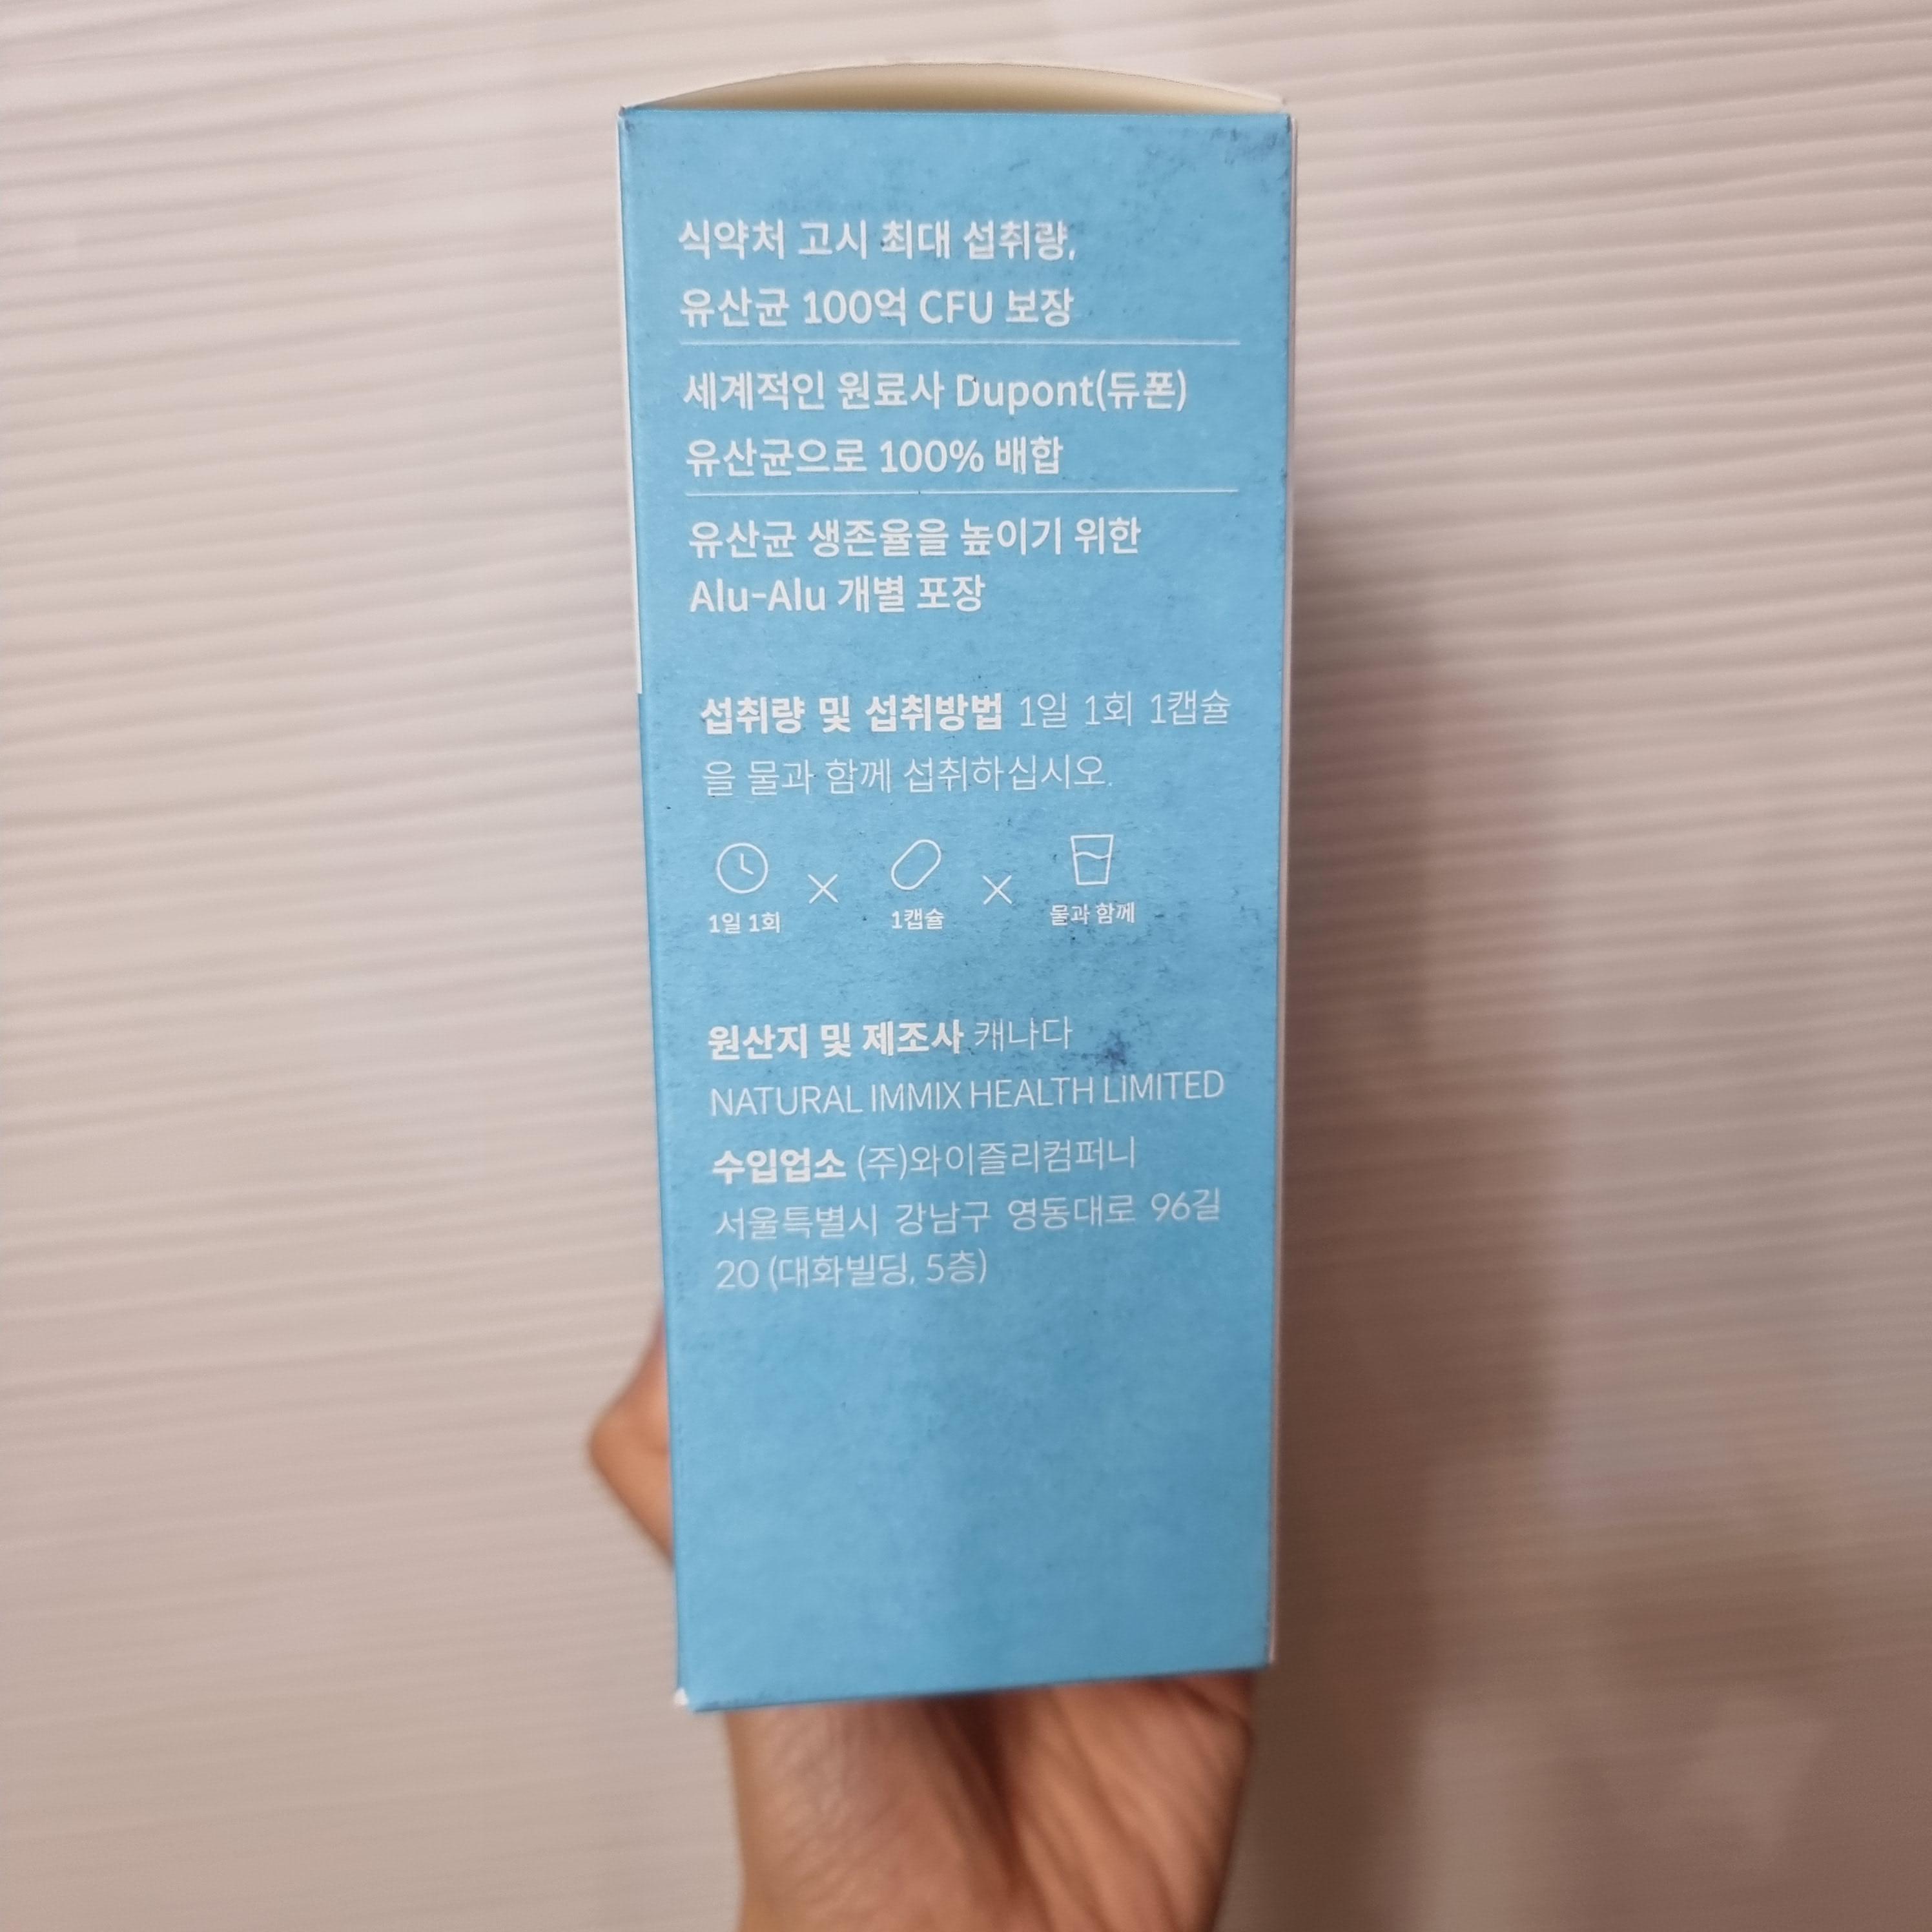 식약처 고시 최대 섭취량,
유산균 100억 CFU 보장
세계적인 원료사 Dupont(듀폰)
유산균으로 100% 배합
유산균 생존율을 높이기 위한
Alu-Alu 개별 포장
섭취량 및 섭취방법 1일 1회 1캡슐
을 물과 함께 섭취하십시오.
1일 1회 1캡슐 물과 함께
원산지 및 제조사 캐나다
NATURAL IMMIX HEALTH LIMITED
수입업소 (주)와이즐리컴퍼니
서울특별시 강남구 영동대로 96길
20 (대화빌딩, 5층)